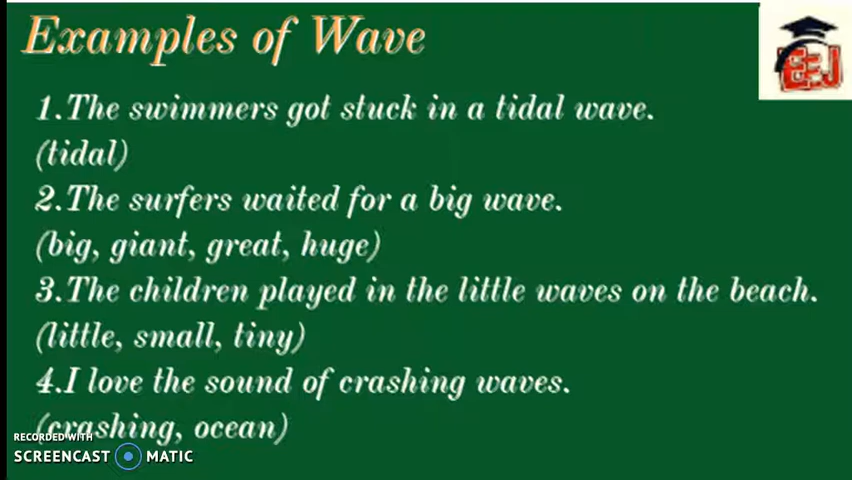 Examples of Wave
EEJ
1.The swimmers got stuck in a tidal wave.
(tidal)
2.The surfers waited for a big wave.
(big, giant, great, huge)
3.The children played in the little waves on the beach.
(little, small, tiny)
4.I love the sound of crashing waves.
(crashing, ocean)
RECORDED WITH
SCREENCAST MATIC